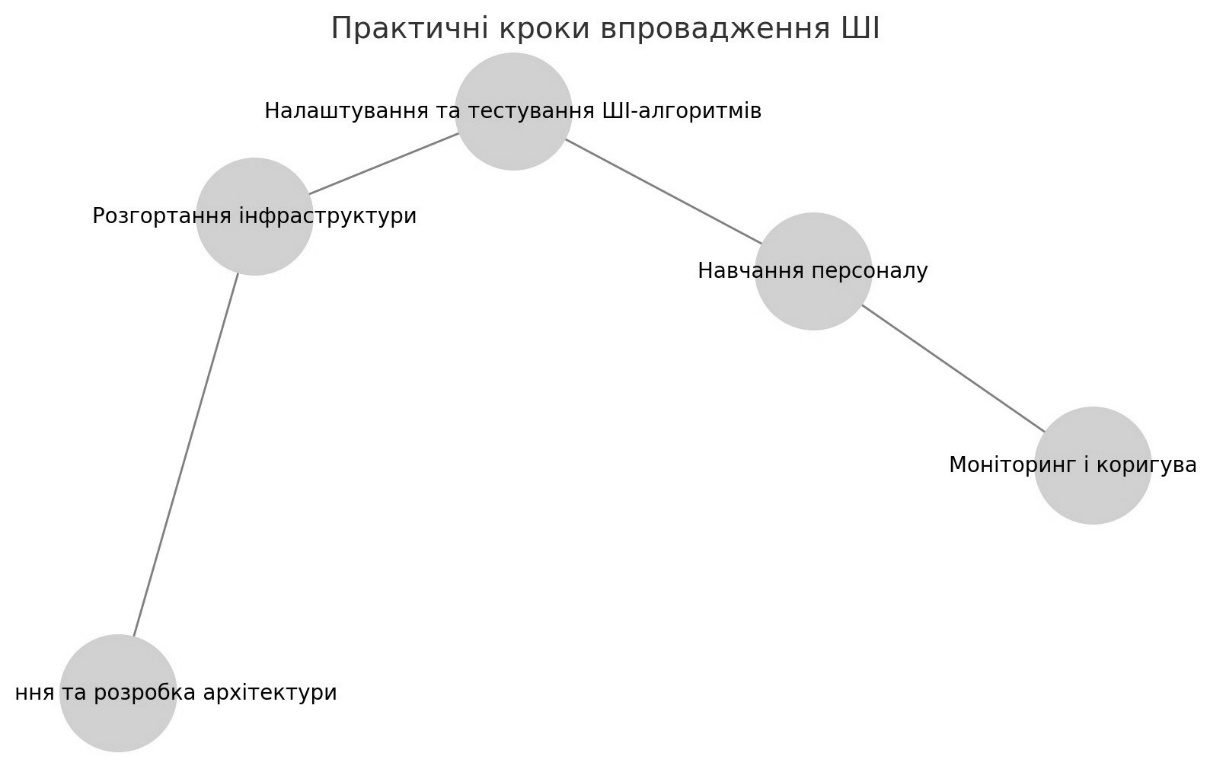 Практичні кроки впровадження ШІ
Налаштування та тестування ШІ-алгоритмів
Розгортання інфраструктури
Навчання персоналу
Моніторинг і коригува
ння та розробка архітектури